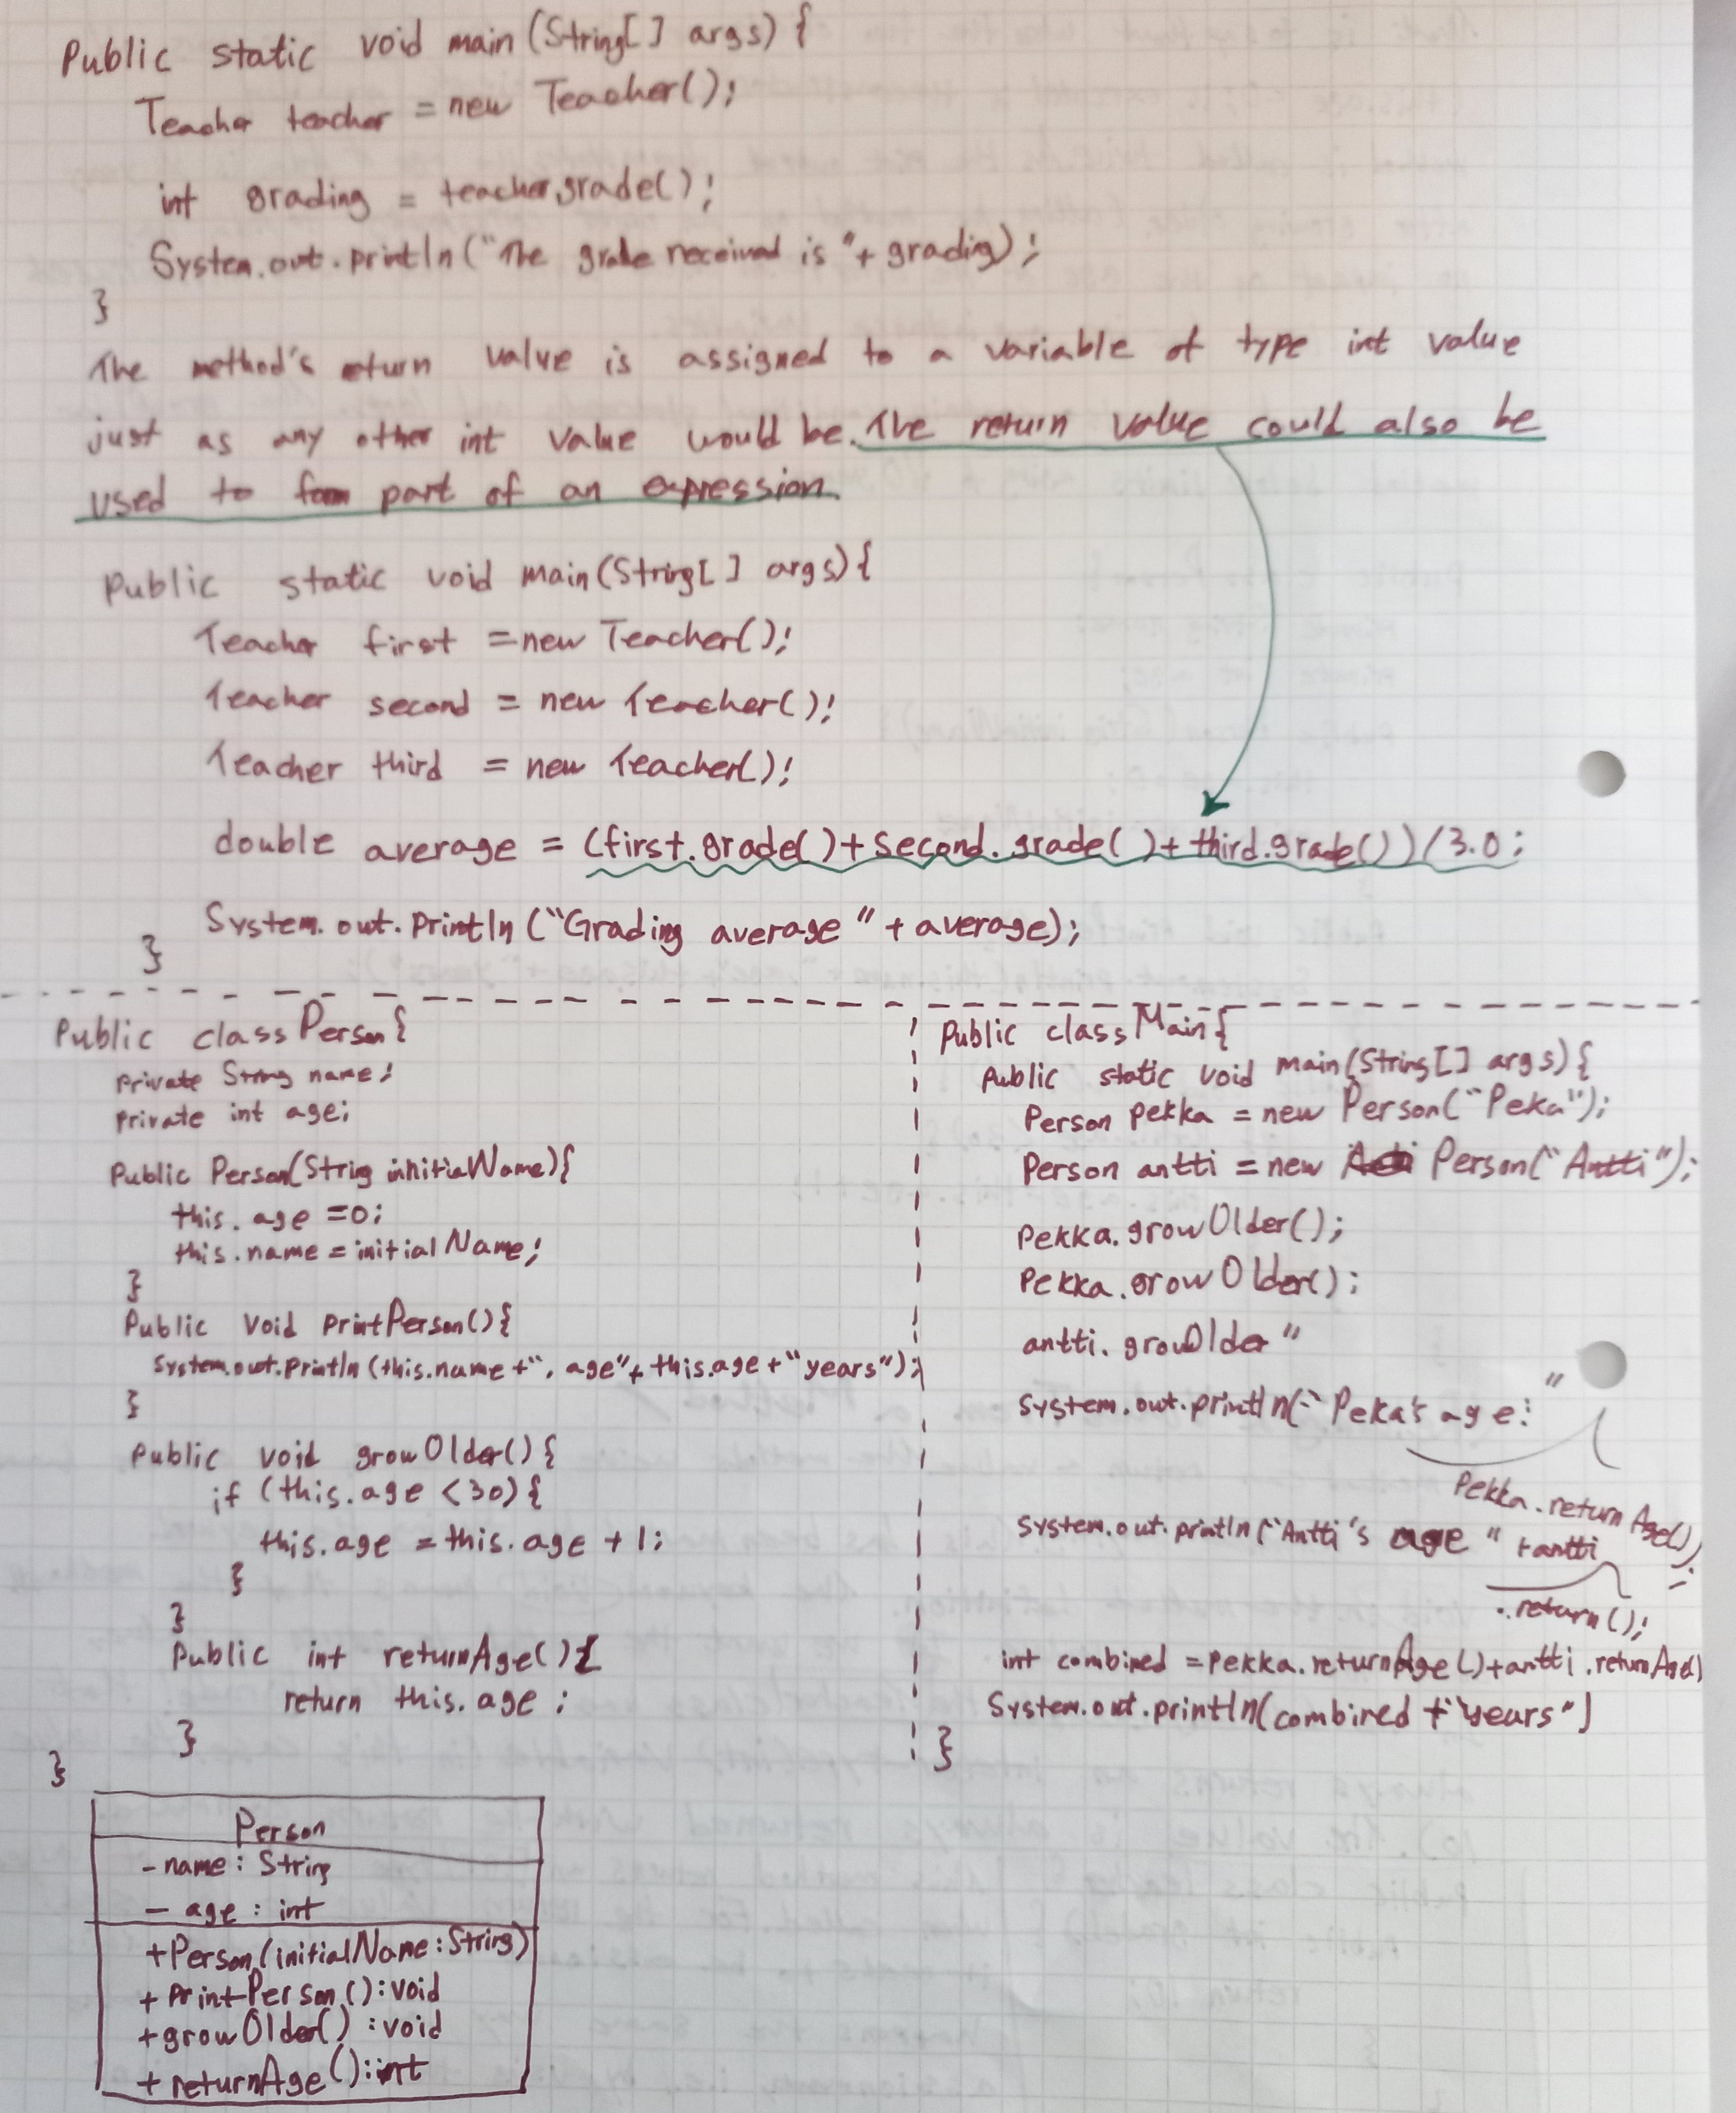 Public static void main (String[] args) {
Teacher teacher = new Teacher();
int grading = teacher.grade();
System.out.println("The grade received is "+ grading);
}
The method's return value is assigned to a variable of type int value
just as any other int value would be. The return value could also be
used to form part of an expression.
Public static void main (String[] args){
Teacher first = new Teacher();
Teacher second = new Teacher();
Teacher third = new Teacher();
double average = (first.grade()+second.grade()+third.grade())/3.0;
System.out.println("Grading average " + average);
}
Public class Person{
private String name;
private int age;
Public Person(String initialName){
this.age =0;
this.name = initialName;
}
Public void printPerson(){
System.out.println(this.name+", age"+this.age+"years");
}
Public void growOlder(){
if (this.age <30){
this.age = this.age +1;
}
}
Public int returnAge(){
return this.age;
}
}
Public class Main{
Public static void main(String[] args){
Person pekka = new Person("Peka");
Person antti = new Person("Antti");
Pekka.growOlder();
Pekka.growOlder();
antti.growOlder "
System.out.println("Peka's age: "
Pekka.returnAge());
System.out.println("Antti's age " +antti
.return();
int combined = Pekka.returnAge()+antti.returnAge()
System.out.println(combined +"years")
}
Person
- name: String
- age: int
+Person(initialName:String)
+ PrintPerson():void
+growOlder():void
+ returnAge():int